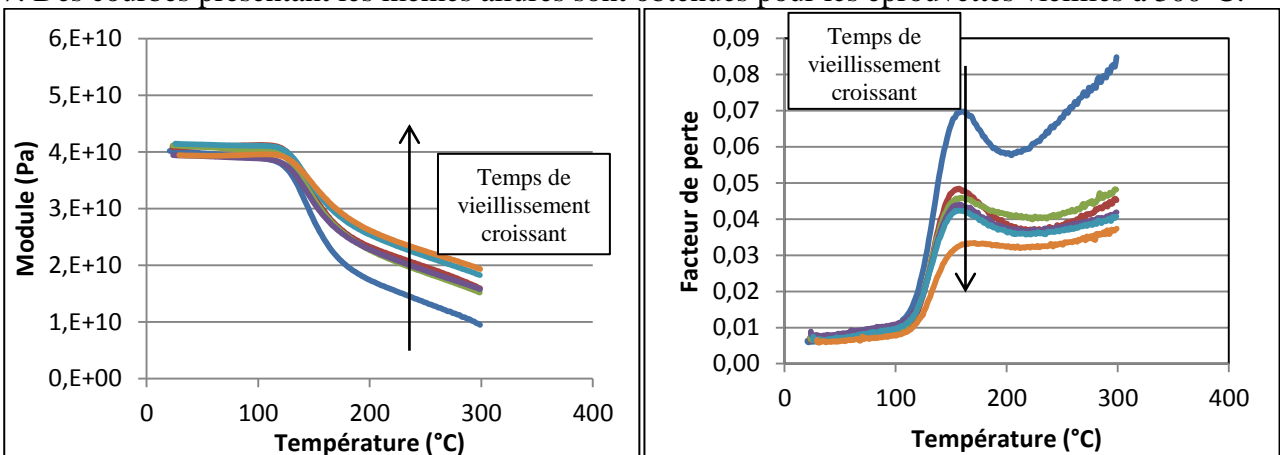 7. Des courbes présentant les mêmes allures sont obtenues pour les éprouvettes vieillies à 300°C.
6,E+10
5,E+10
4,E+10
3,E+10
2,E+10
1,E+10
0,E+00
Module (Pa)
0
100
200
300
400
Température (°C)
Temps de
vieillissement
croissant
0,09
0,08
0,07
0,06
0,05
0,04
0,03
0,02
0,01
0,00
Facteur de perte
0
100
200
300
400
Température (°C)
Temps de
vieillissement
croissant